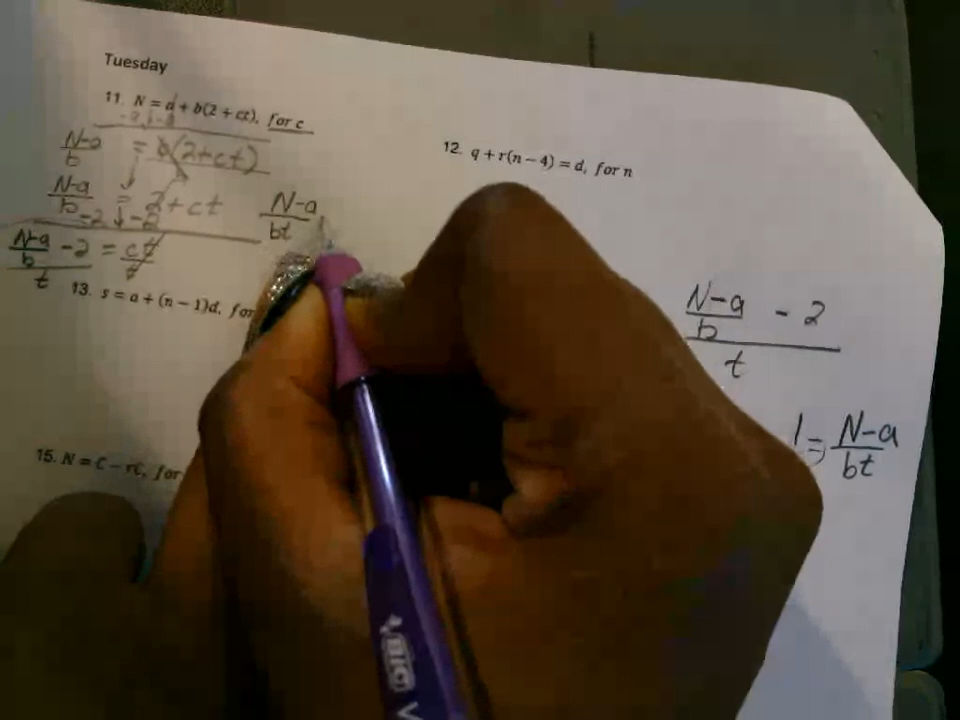 Tuesday
11. N = a + b(2 + ct), for c
-a -a
N-a = b(2+ct)
b
N-a = 2+ct
b
-2 -2
N-a - 2 = ct
b
t t
N-a
bt
12. q + r(n − 4) = d, for n
N-a - 2
b
t
= N-a
bt
13. s = a + (n − 1)d, for
15. N = C − rC, for
BIC